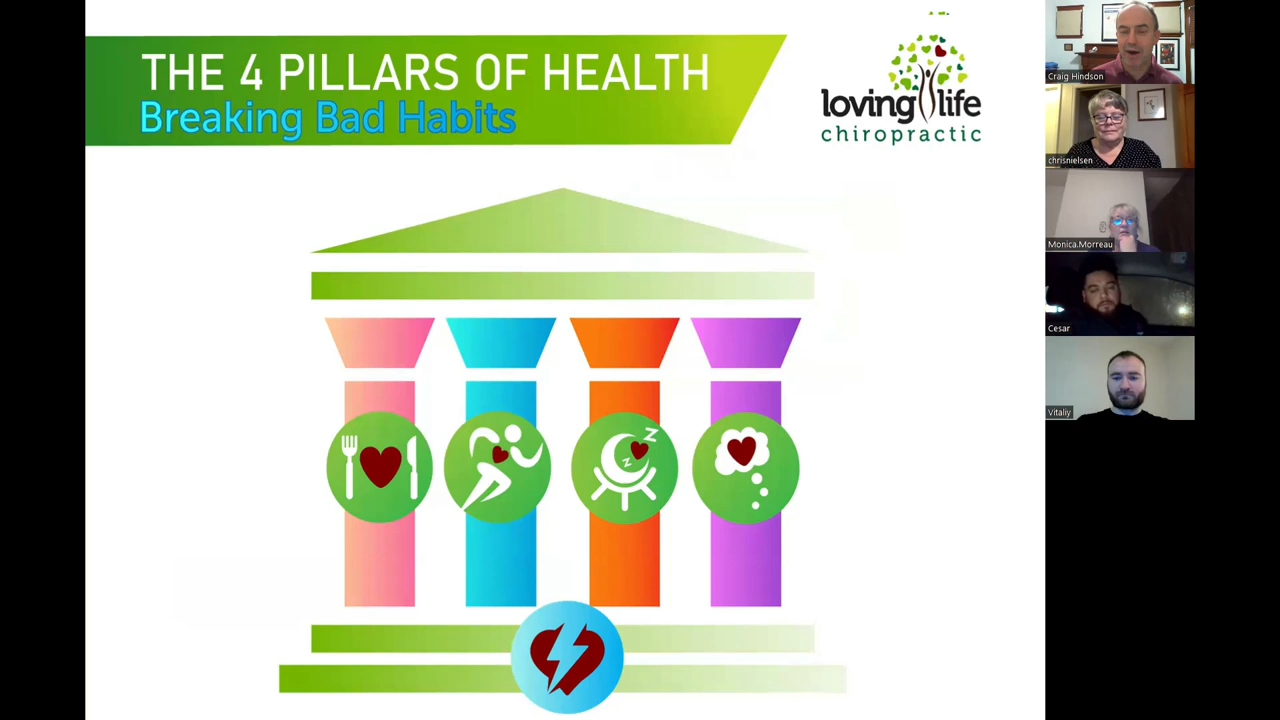 THE 4 PILLARS OF HEALTH
Breaking Bad Habits
loving life
chiropractic
z
z
Craig Hindson
chrisnielsen
Monica.Morreau
Cesar
Vitaliy